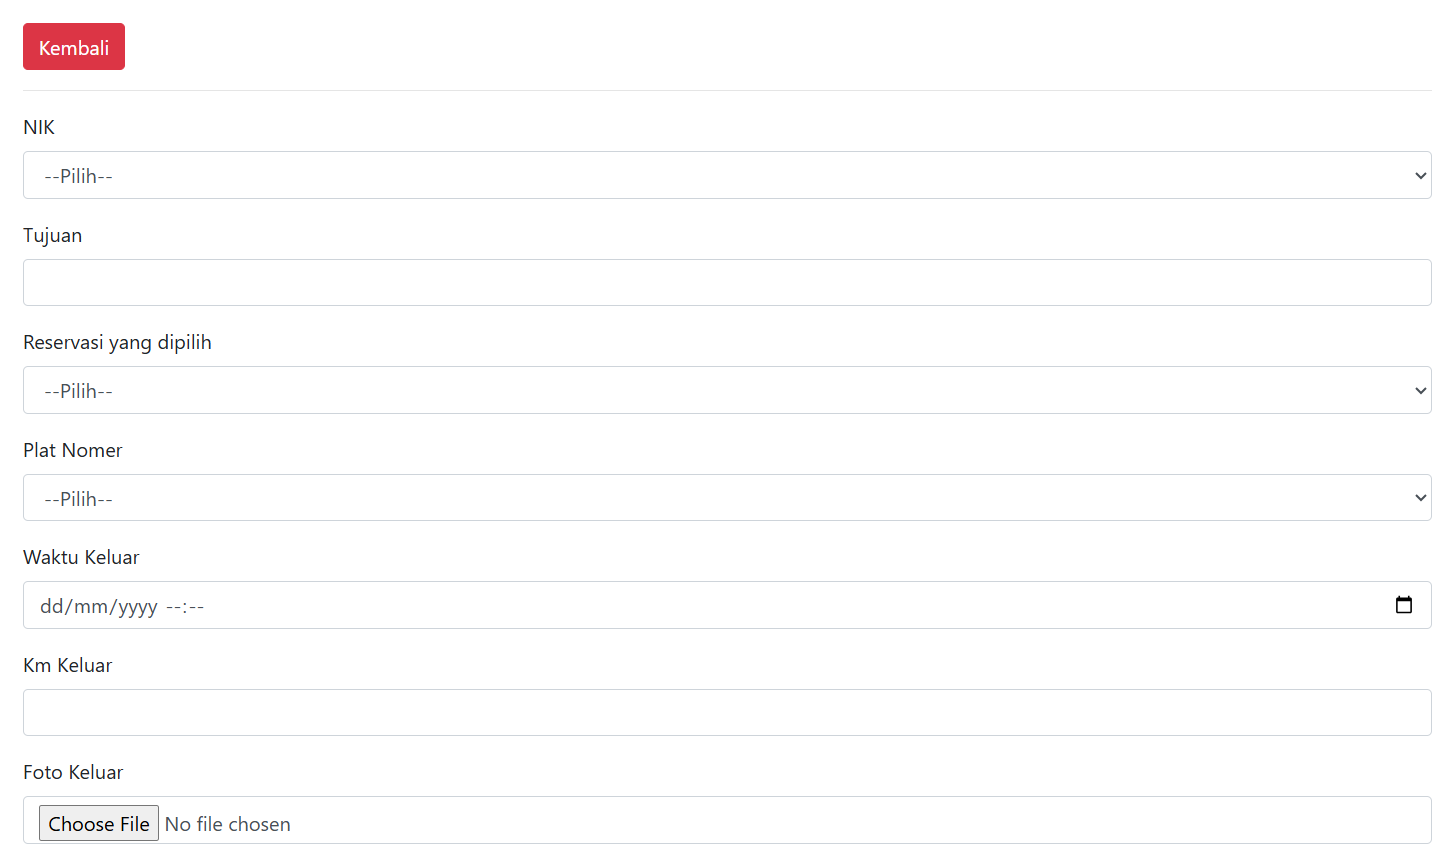 Kembali
NIK
--Pilih--
Tujuan
Reservasi yang dipilih
--Pilih--
Plat Nomer
--Pilih--
Waktu Keluar
dd/mm/yyyy --:--
Km Keluar
Foto Keluar
Choose File No file chosen